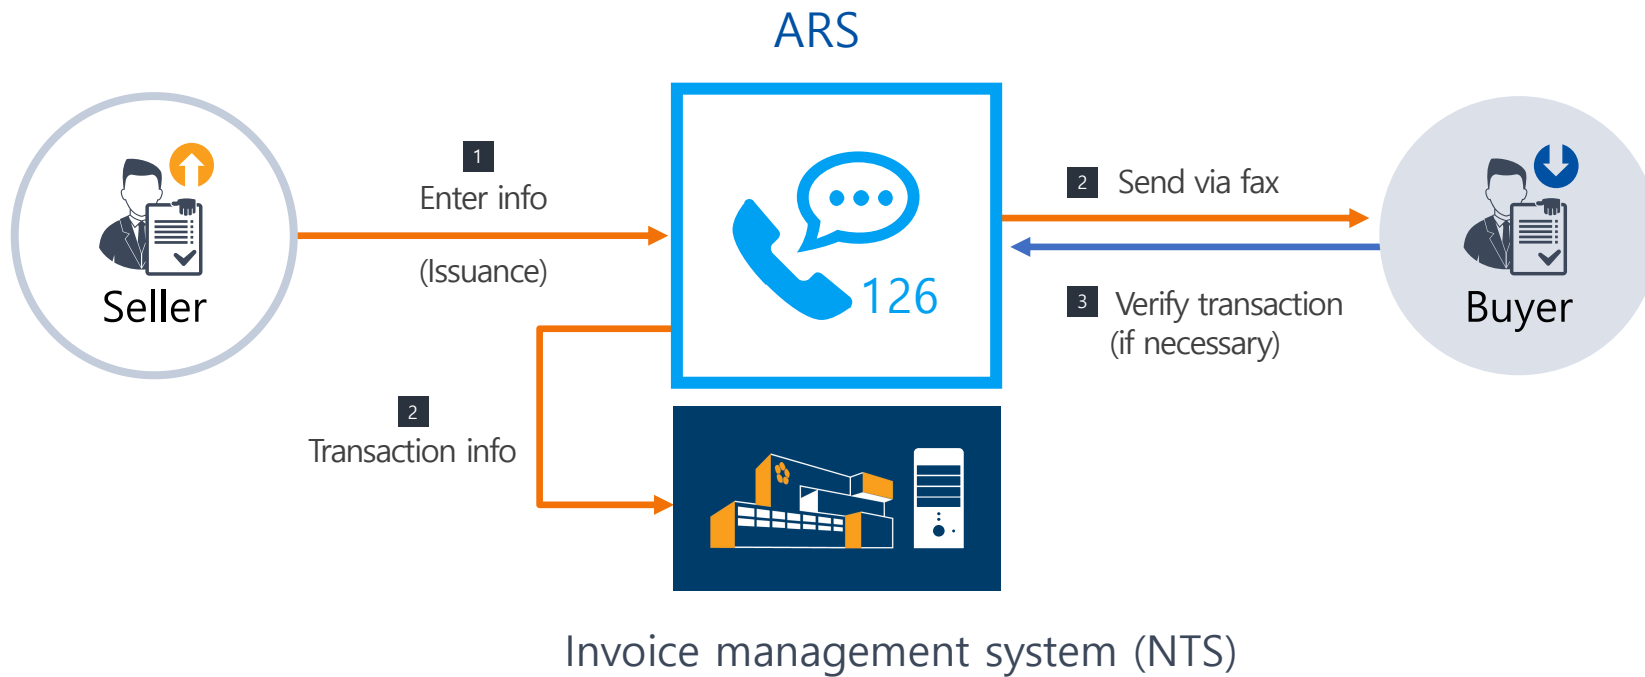 ARS
1
Enter info
(Issuance)
Seller
126
2 Send via fax
3 Verify transaction
(if necessary)
Buyer
2
Transaction info
Invoice management system (NTS)